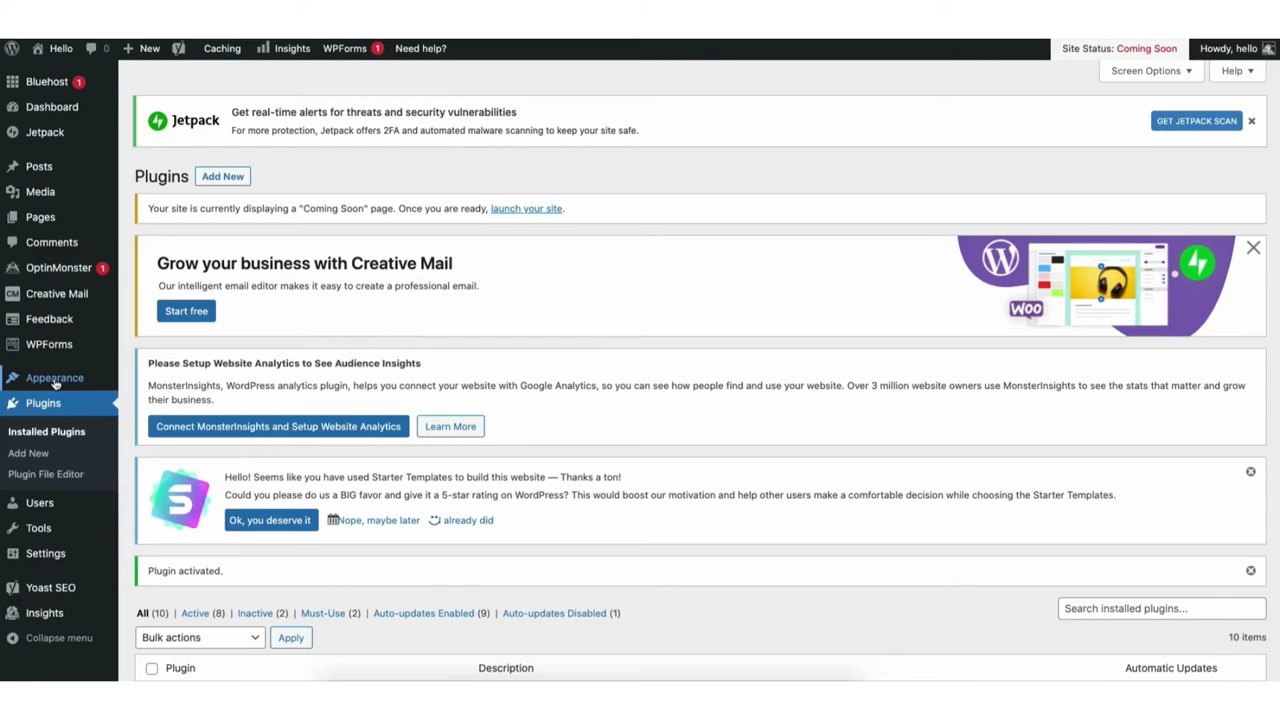 Hello 0 New Caching Insights WPForms 1 Need help? Site Status: Coming Soon Howdy, hello
Screen Options Help
Bluehost 1
Dashboard
Jetpack
Posts
Media
Pages
Comments
OptinMonster 1
CM Creative Mail
Feedback
WPForms
Appearance
Plugins
Installed Plugins
Add New
Plugin File Editor
Users
Tools
Settings
Yoast SEO
Insights
Collapse menu
Jetpack
Get real-time alerts for threats and security vulnerabilities
For more protection, Jetpack offers 2FA and automated malware scanning to keep your site safe.
GET JETPACK SCAN
Plugins Add New
Your site is currently displaying a "Coming Soon" page. Once you are ready, launch your site.
Grow your business with Creative Mail
Our intelligent email editor makes it easy to create a professional email.
Start free
Woo
Please Setup Website Analytics to See Audience Insights
MonsterInsights, WordPress analytics plugin, helps you connect your website with Google Analytics, so you can see how people find and use your website. Over 3 million website owners use MonsterInsights to see the stats that matter and grow
their business.
Connect MonsterInsights and Setup Website Analytics Learn More
Hello! Seems like you have used Starter Templates to build this website — Thanks a ton!
Could you please do us a BIG favor and give it a 5-star rating on WordPress? This would boost our motivation and help other users make a comfortable decision while choosing the Starter Templates.
Ok, you deserve it Nope, maybe later already did
Plugin activated.
All (10) | Active (8) | Inactive (2) | Must-Use (2) | Auto-updates Enabled (9) | Auto-updates Disabled (1)
Search installed plugins...
Bulk actions Apply
10 items
Plugin Description Automatic Updates